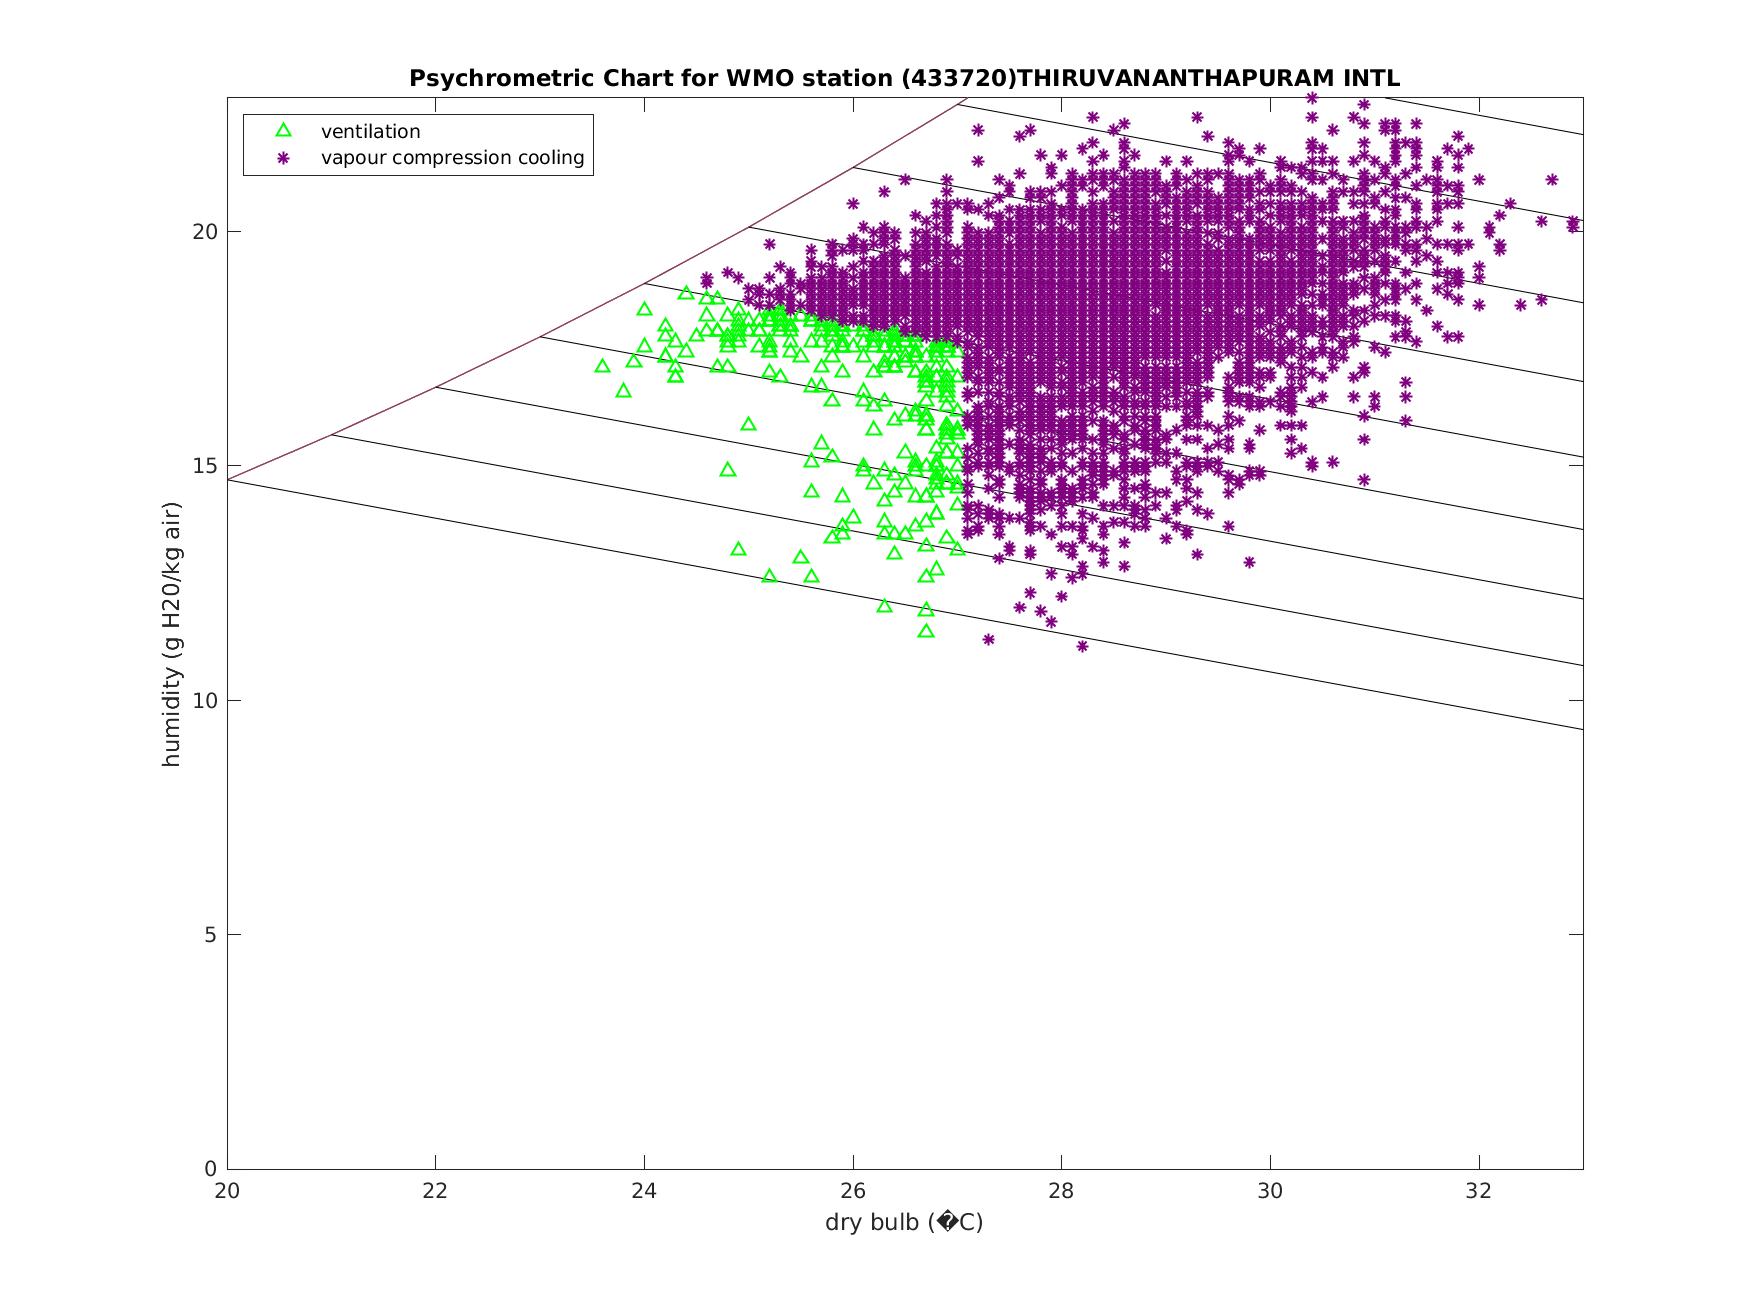 Psychrometric Chart for WMO station (433720)THIRUVANANTHAPURAM INTL
ventilation
vapour compression cooling
20
15
10
5
0
humidity (g H20/kg air)
20 22 24 26 28 30 32
dry bulb (�C)